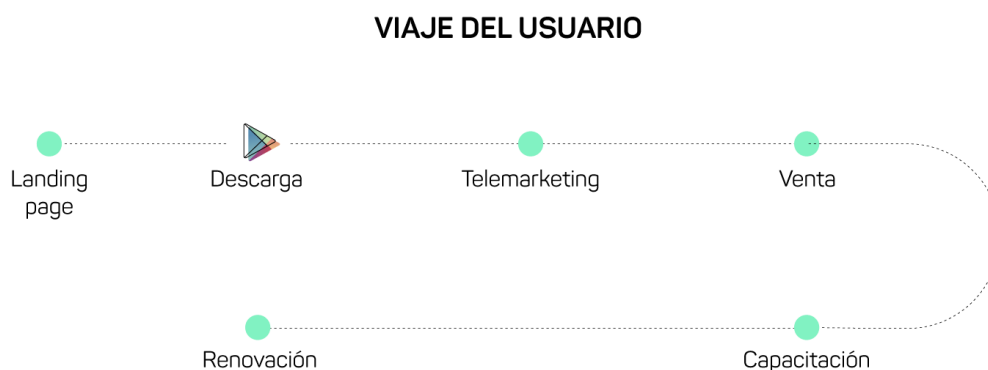 VIAJE DEL USUARIO
Landing
page
Descarga
Telemarketing
Venta
Capacitación
Renovación